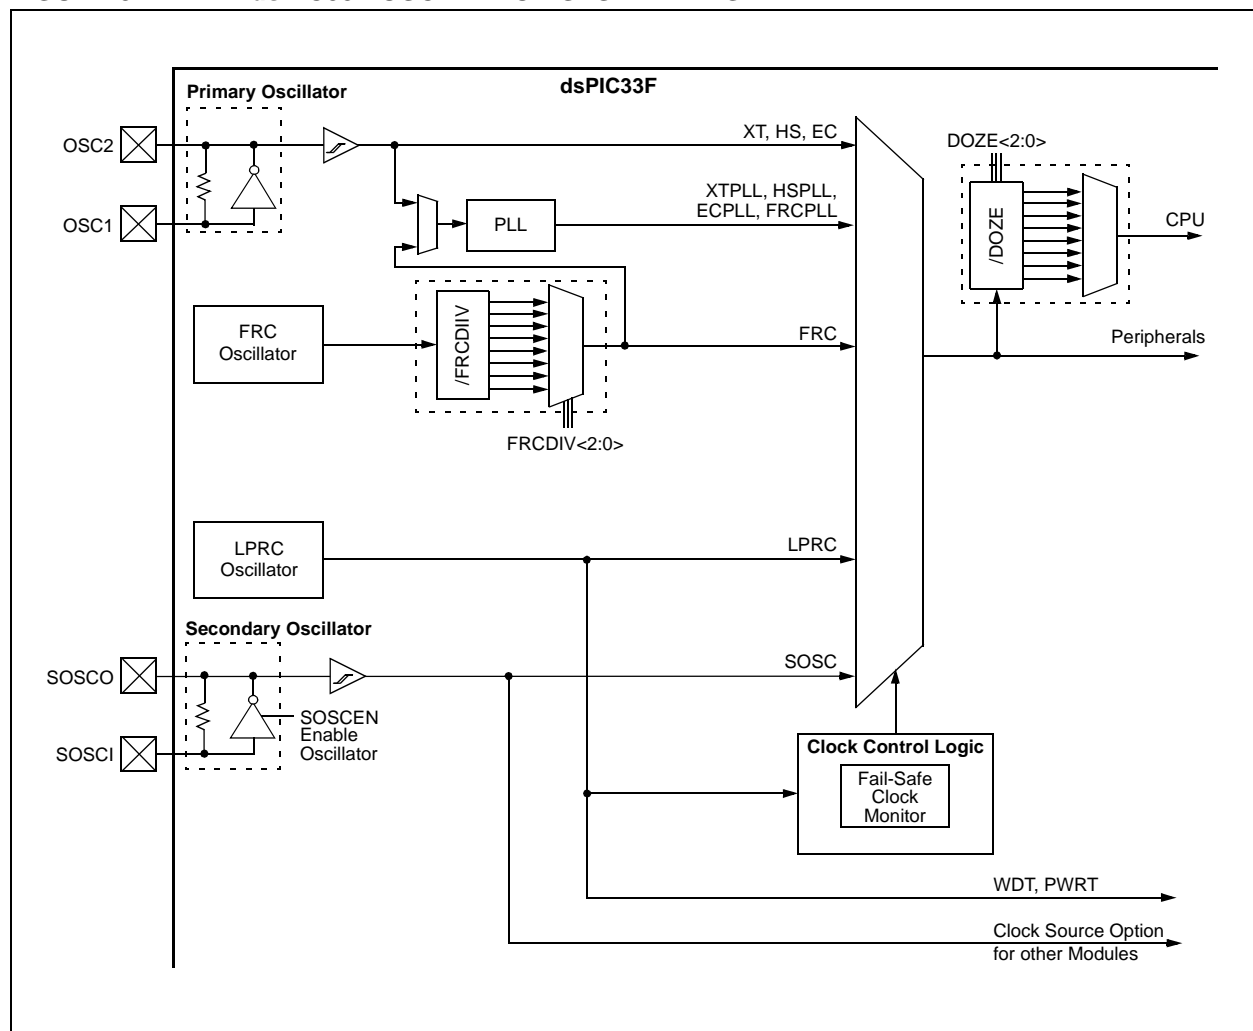 dsPIC33F
Primary Oscillator
OSC2
OSC1
XT, HS, EC
XTPLL, HSPLL,
ECPLL, FRCPLL
PLL
DOZE<2:0>
/DOZE
CPU
FRC
Oscillator
/FRCDIIV
FRCDIV<2:0>
FRC
Peripherals
LPRC
Oscillator
LPRC
Secondary Oscillator
SOSCO
SOSCI
SOSCEN
Enable
Oscillator
SOSC
Clock Control Logic
Fail-Safe
Clock
Monitor
WDT, PWRT
Clock Source Option
for other Modules